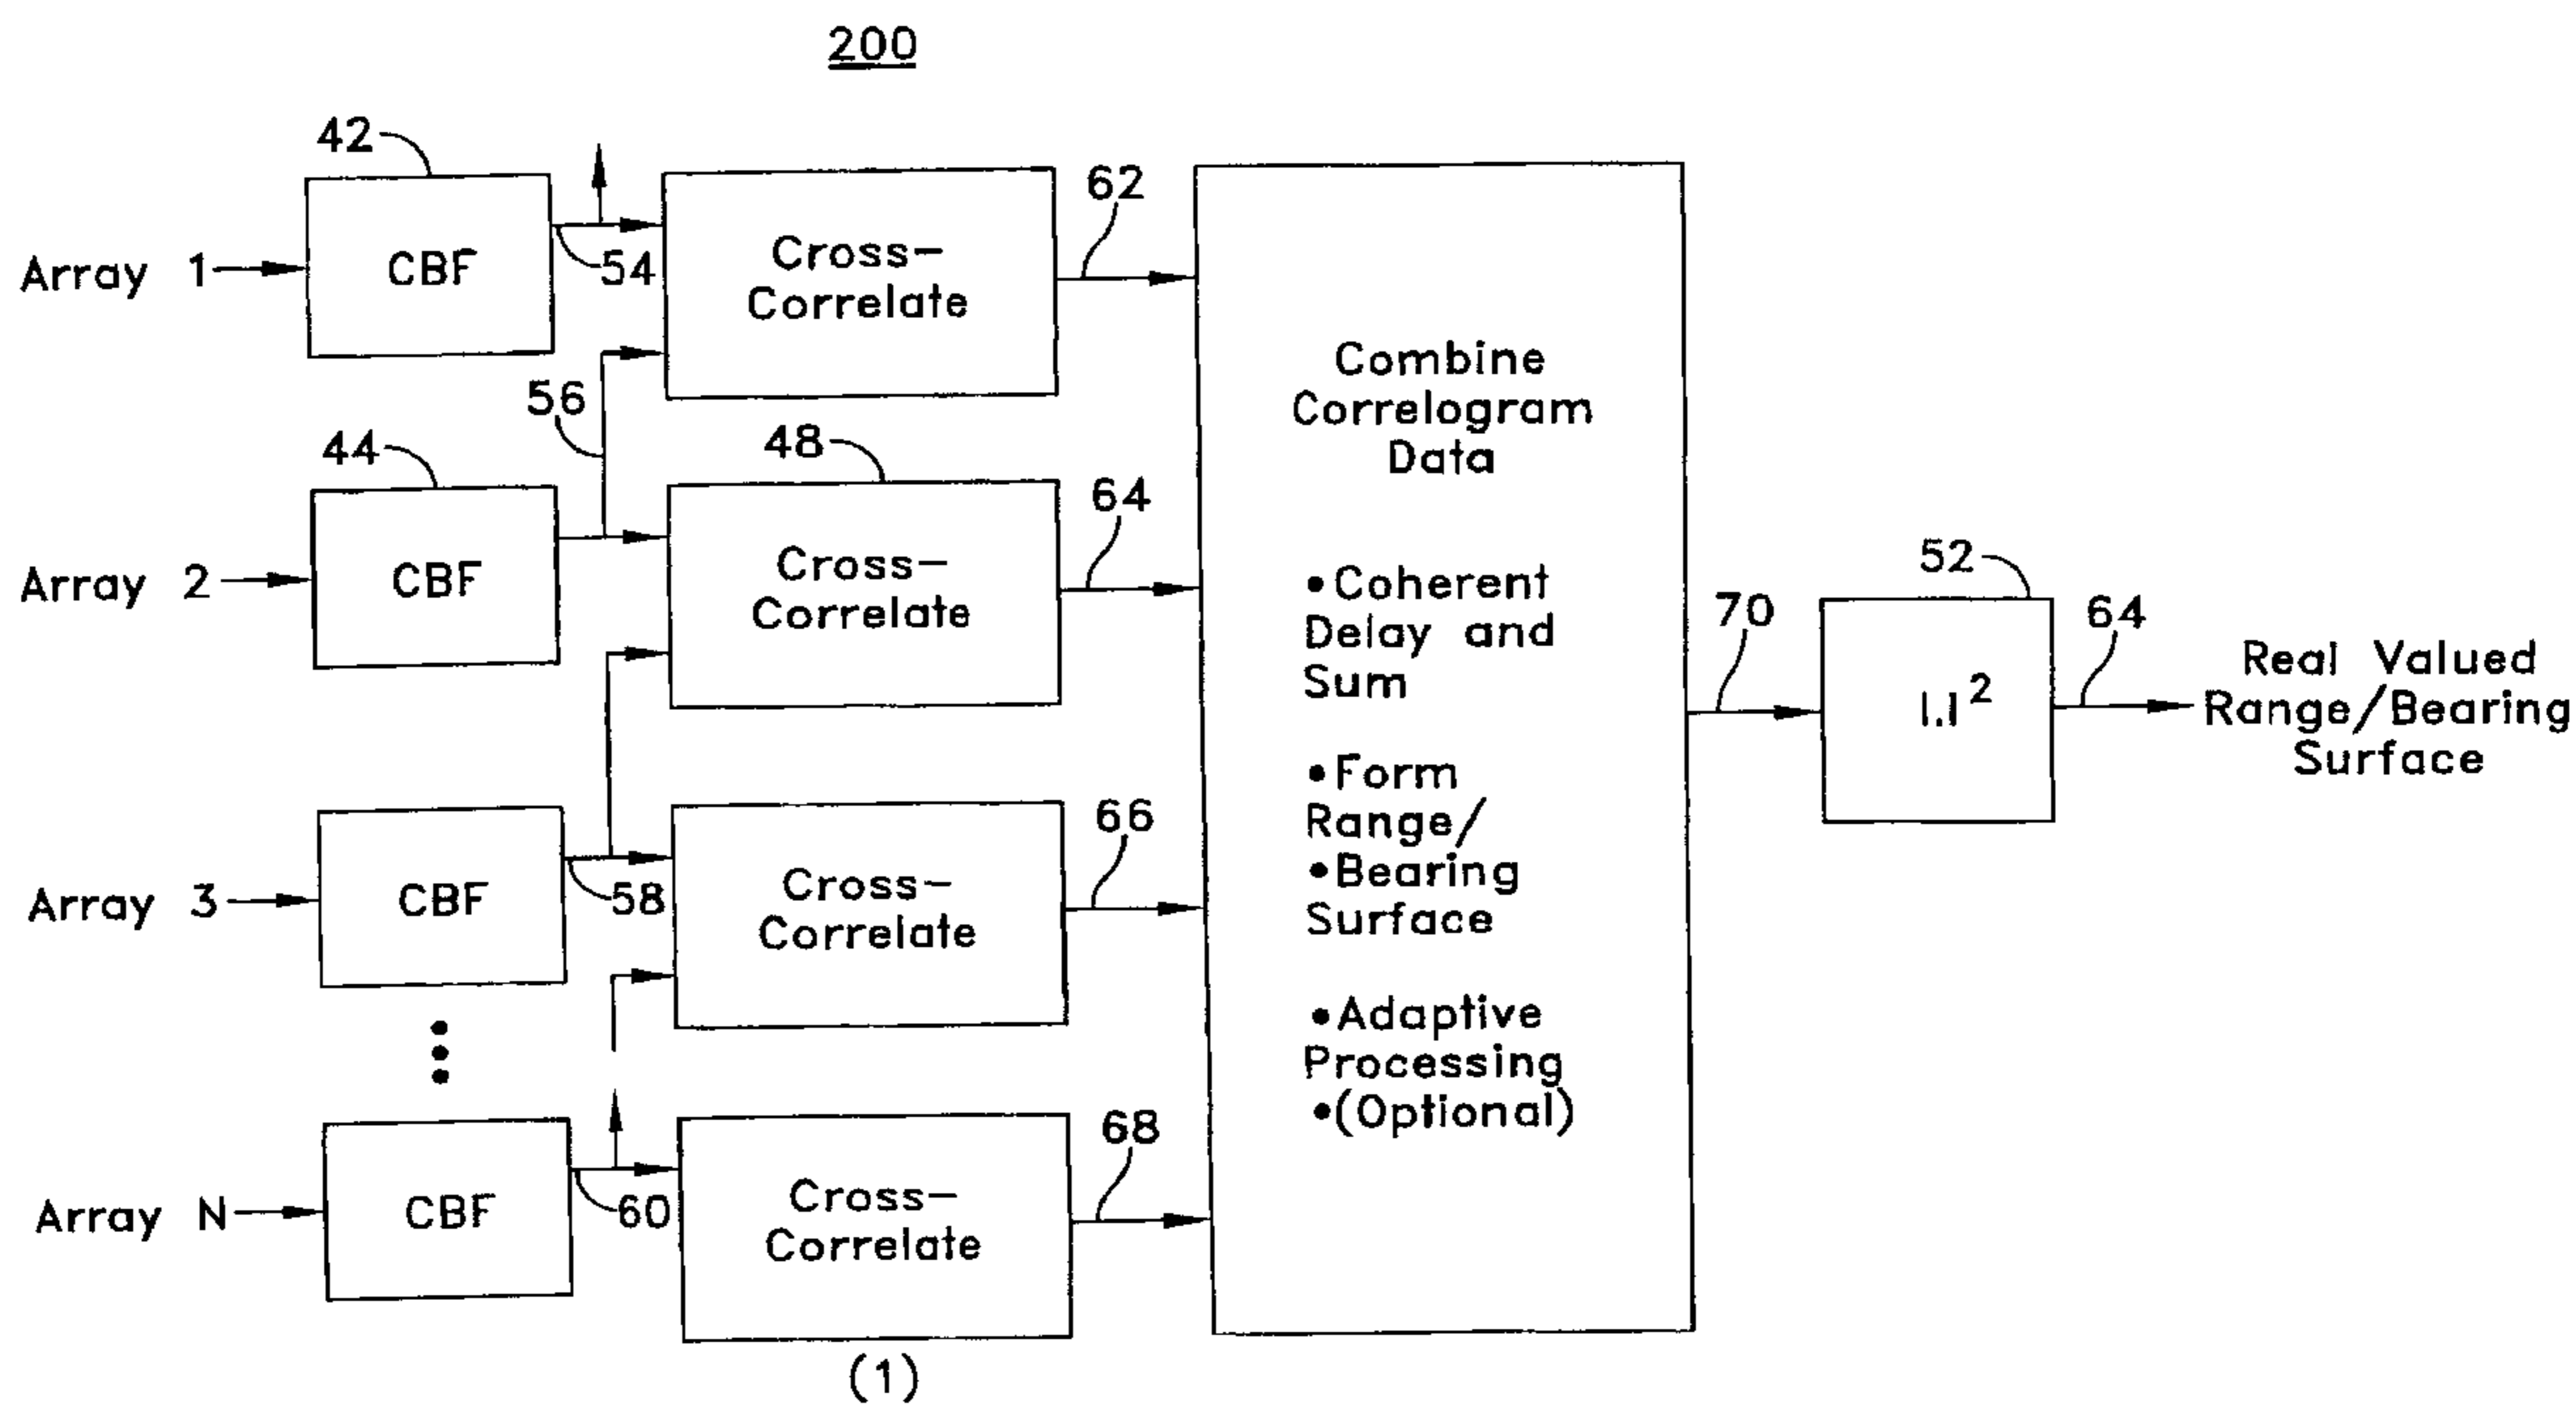 200
42
Array 1
CBF
54
Cross-
Correlate
62
56
44
Array 2
CBF
48
Cross-
Correlate
64
Array 3
CBF
58
Cross-
Correlate
66
Array N
CBF
60
Cross-
Correlate
68
(1)
Combine
Correlogram
Data
•Coherent
Delay and
Sum
•Form
Range/
•Bearing
Surface
•Adaptive
Processing
•(Optional)
70
52
|.|²
64
Real Valued
Range/Bearing
Surface